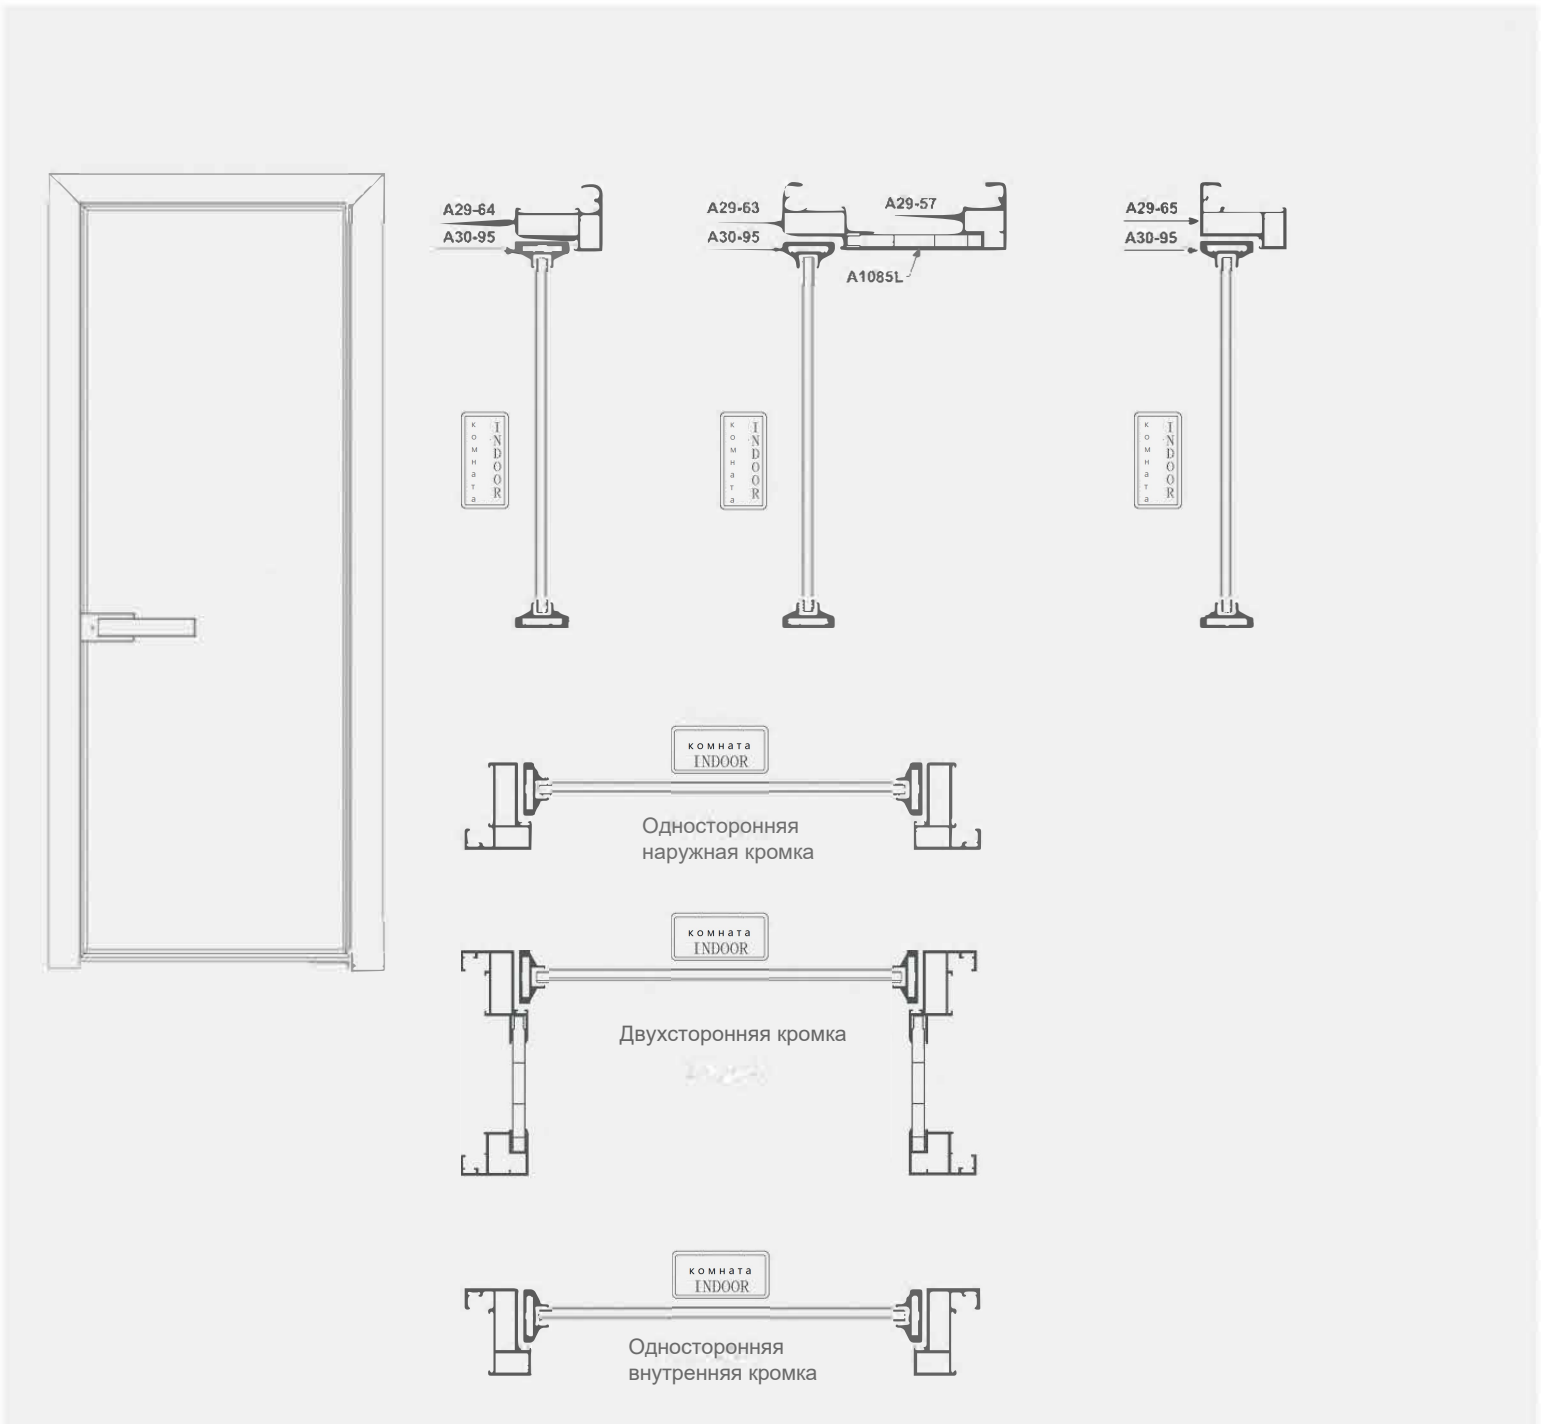 A29-64
A30-95
A29-63
A30-95
A29-57
A1085L
A29-65
A30-95
комната
INDOOR
комната
INDOOR
комната
INDOOR
комната
INDOOR
Односторонняя
наружная кромка
комната
INDOOR
Двухсторонняя кромка
комната
INDOOR
Односторонняя
внутренняя кромка